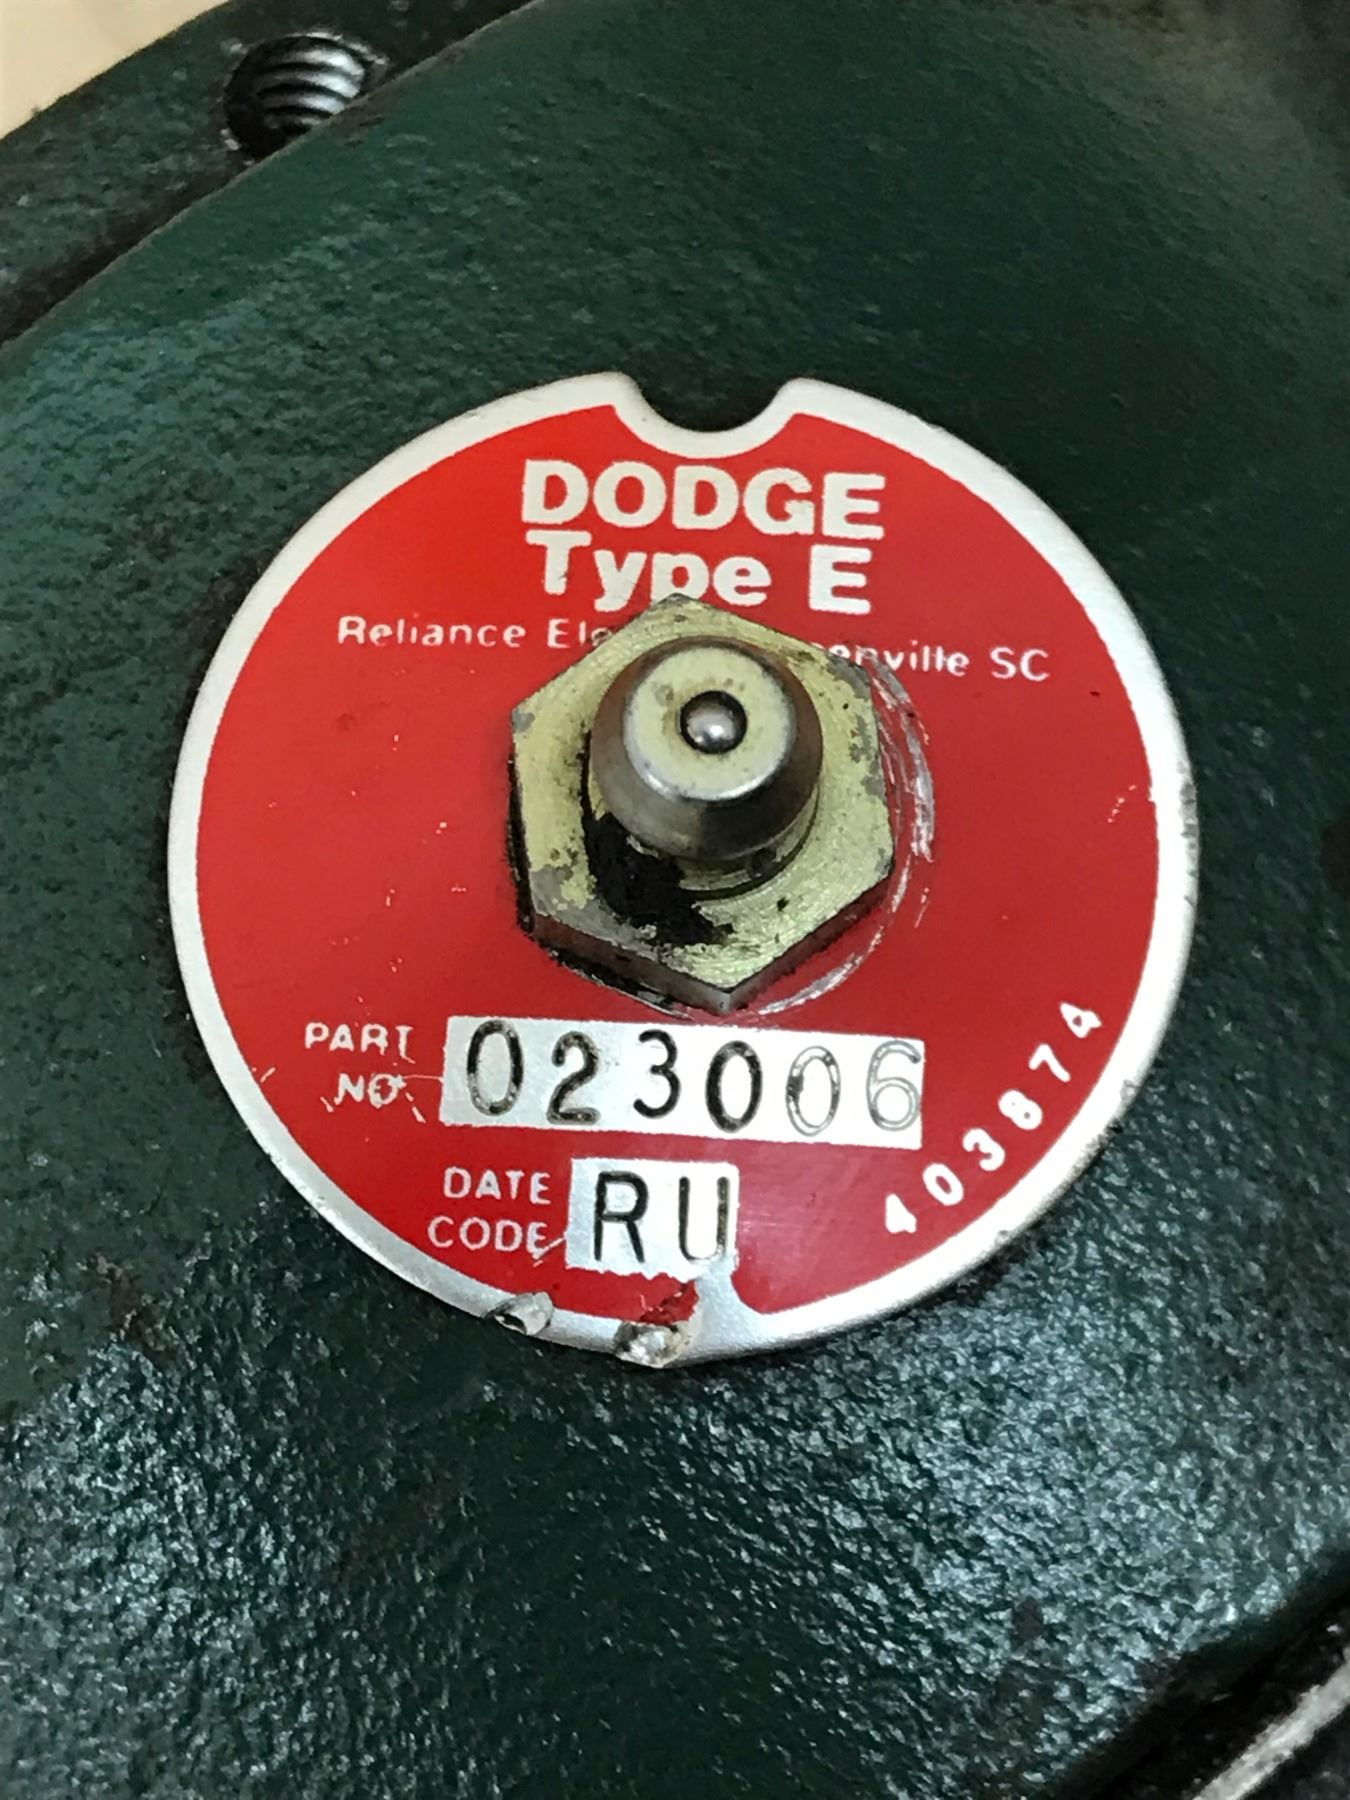 DODGE
Type E
Reliance Ele enville SC
PART NO. 023006
DATE CODE RU
403874